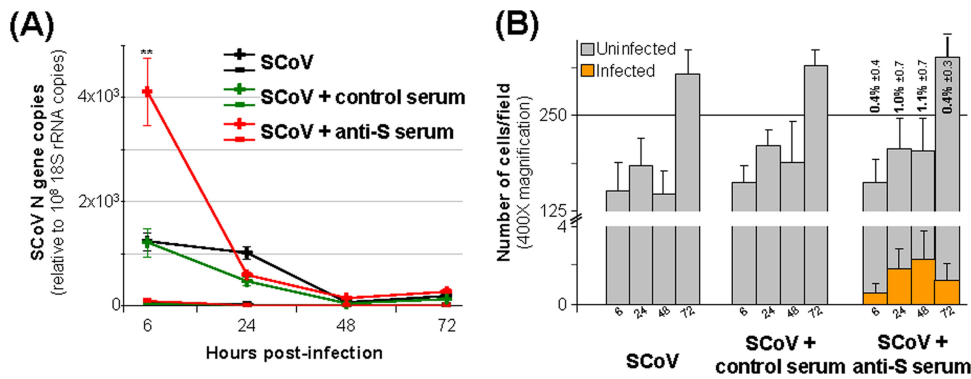 (A)
SCoV N gene copies
(relative to 10⁶ 18S rRNA copies)
4x10³
2x10³
0
**
SCoV
SCoV + control serum
SCoV + anti-S serum
6
24
48
72
Hours post-infection
(B)
Number of cells/field
(400X magnification)
250
125
4
0
Uninfected
Infected
0.4% ±0.4
1.0% ±0.7
1.1% ±0.7
0.4% ±0.3
6 24 48 72
6 24 48 72
6 24 48 72
SCoV
SCoV +
control serum
SCoV +
anti-S serum